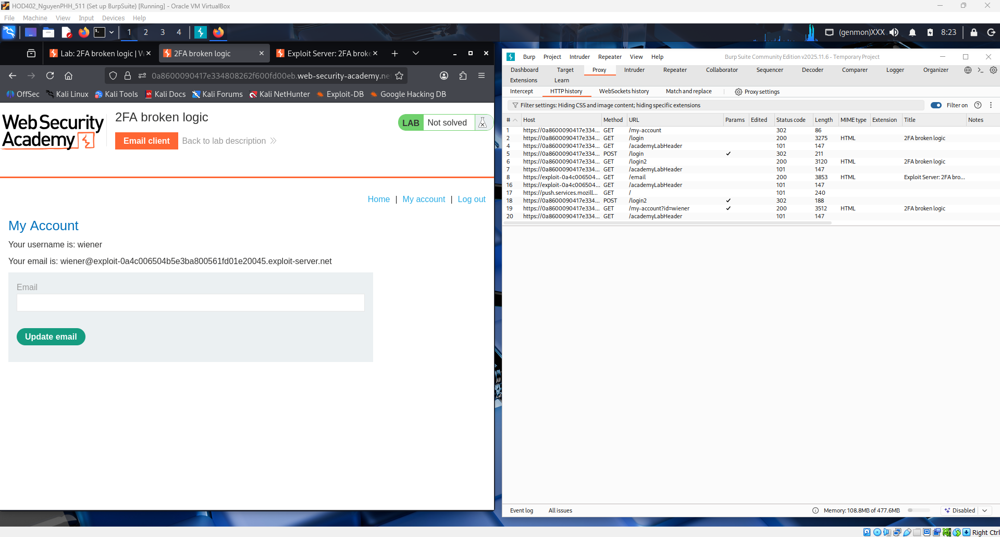 HOD402_NguyenPHH_511 (Set up BurpSuite) [Running] - Oracle VM VirtualBox
File Machine View Input Devices Help
1 2 3 4 (genmon)XXX 8:23
Lab: 2FA broken logic | W
2FA broken logic
Exploit Server: 2FA broke
0a8600090417e334808262f600fd00eb.web-security-academy.ne
OffSec Kali Linux Kali Tools Kali Docs Kali Forums Kali NetHunter Exploit-DB Google Hacking DB
WebSecurity
Academy
2FA broken logic
Email client Back to lab description
LAB Not solved
Home | My account | Log out
My Account
Your username is: wiener
Your email is: wiener@exploit-0a4c006504b5e3ba800561fd01e20045.exploit-server.net
Email
Update email
Burp Project Intruder Repeater View Help Burp Suite Community Edition v2025.11.6 - Temporary Project
Dashboard Target Proxy Intruder Repeater Collaborator Sequencer Decoder Comparer Logger Organizer
Extensions Learn
Intercept HTTP history WebSockets history Match and replace Proxy settings
Filter settings: Hiding CSS and image content; hiding specific extensions Filter on
# Host Method URL Params Edited Status code Length MIME type Extension Title Notes
1 https://0a8600090417e334... GET /my-account 302 86
2 https://0a8600090417e334... GET /login 200 3275 HTML 2FA broken logic
4 https://0a8600090417e334... GET /academyLabHeader 101 147
5 https://0a8600090417e334... POST /login ✓ 302 211
6 https://0a8600090417e334... GET /login2 200 3120 HTML 2FA broken logic
7 https://0a8600090417e334... GET /academyLabHeader 101 147
8 https://exploit-0a4c006504... GET /email 200 3853 HTML Exploit Server: 2FA bro...
16 https://exploit-0a4c006504... GET /academyLabHeader 101 147
17 https://push.services.mozill... GET / 101 240
18 https://0a8600090417e334... POST /login2 ✓ 302 188
19 https://0a8600090417e334... GET /my-account?id=wiener ✓ 200 3512 HTML 2FA broken logic
20 https://0a8600090417e334... GET /academyLabHeader 101 147
Event log All issues Memory: 108.8MB of 477.6MB Disabled
Right Ctrl